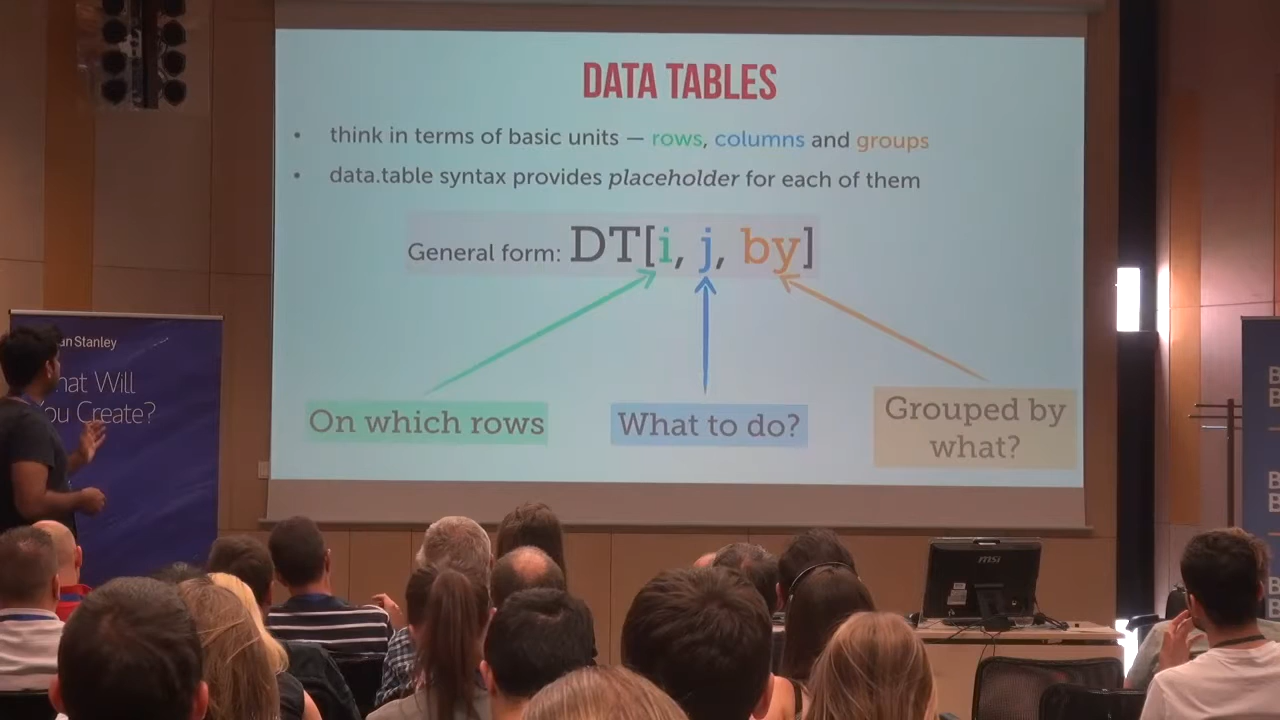 DATA TABLES
• think in terms of basic units — rows, columns and groups
• data.table syntax provides placeholder for each of them
General form: DT[i, j, by]
On which rows
What to do?
Grouped by
what?
an Stanley
hat Will
ou Create?
msi
B
B
B
B
B
B